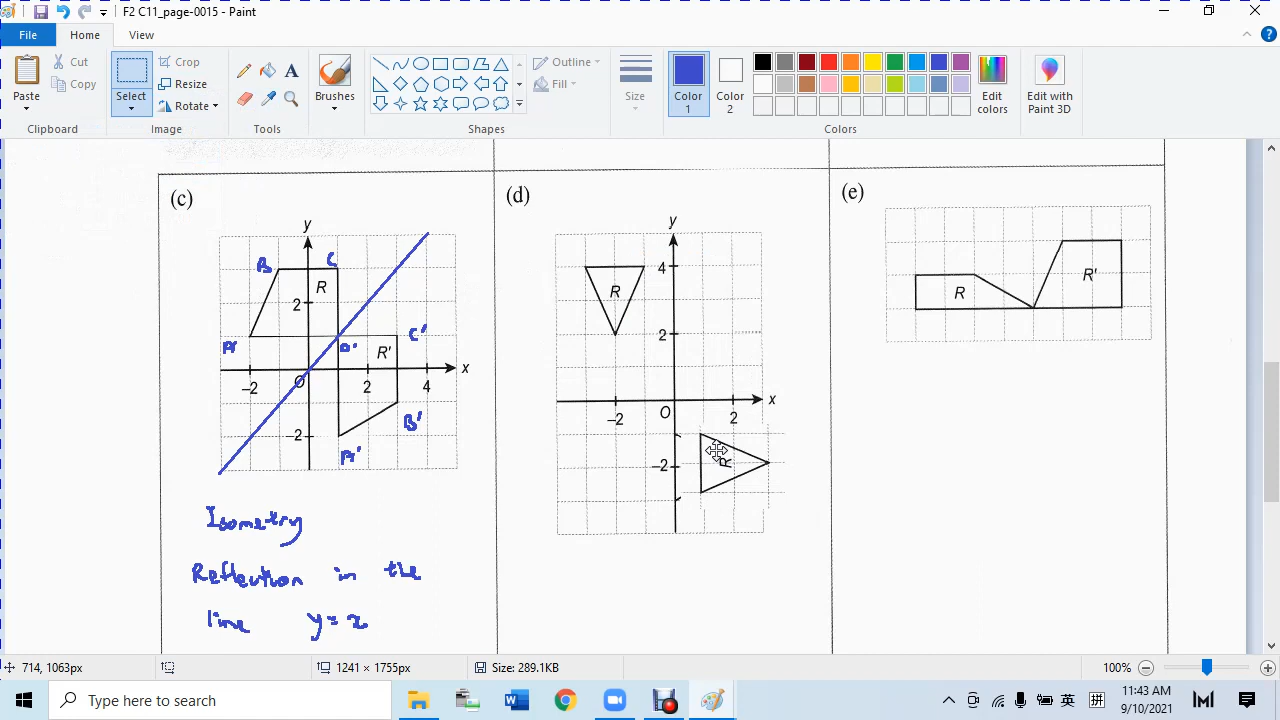 F2 C11_page-0015 - Paint
File Home View
Paste Cut Copy Clipboard
Select Crop Resize Rotate Image
Tools
Brushes
Outline Fill Shapes
Size
Color 1 Color 2 Edit colors Colors
Edit with Paint 3D
(c)
y
B C
R
2
A D' C'
R'
O x
-2 2 4
B'
-2
A'
Isometry
Reflection in the
line y = x
(d)
y
4
R
2
O x
-2 2
R
-2
(e)
R R'
714, 1063px 1241 × 1755px Size: 289.1KB 100%
Type here to search
英 拼 11:43 AM
9/10/2021